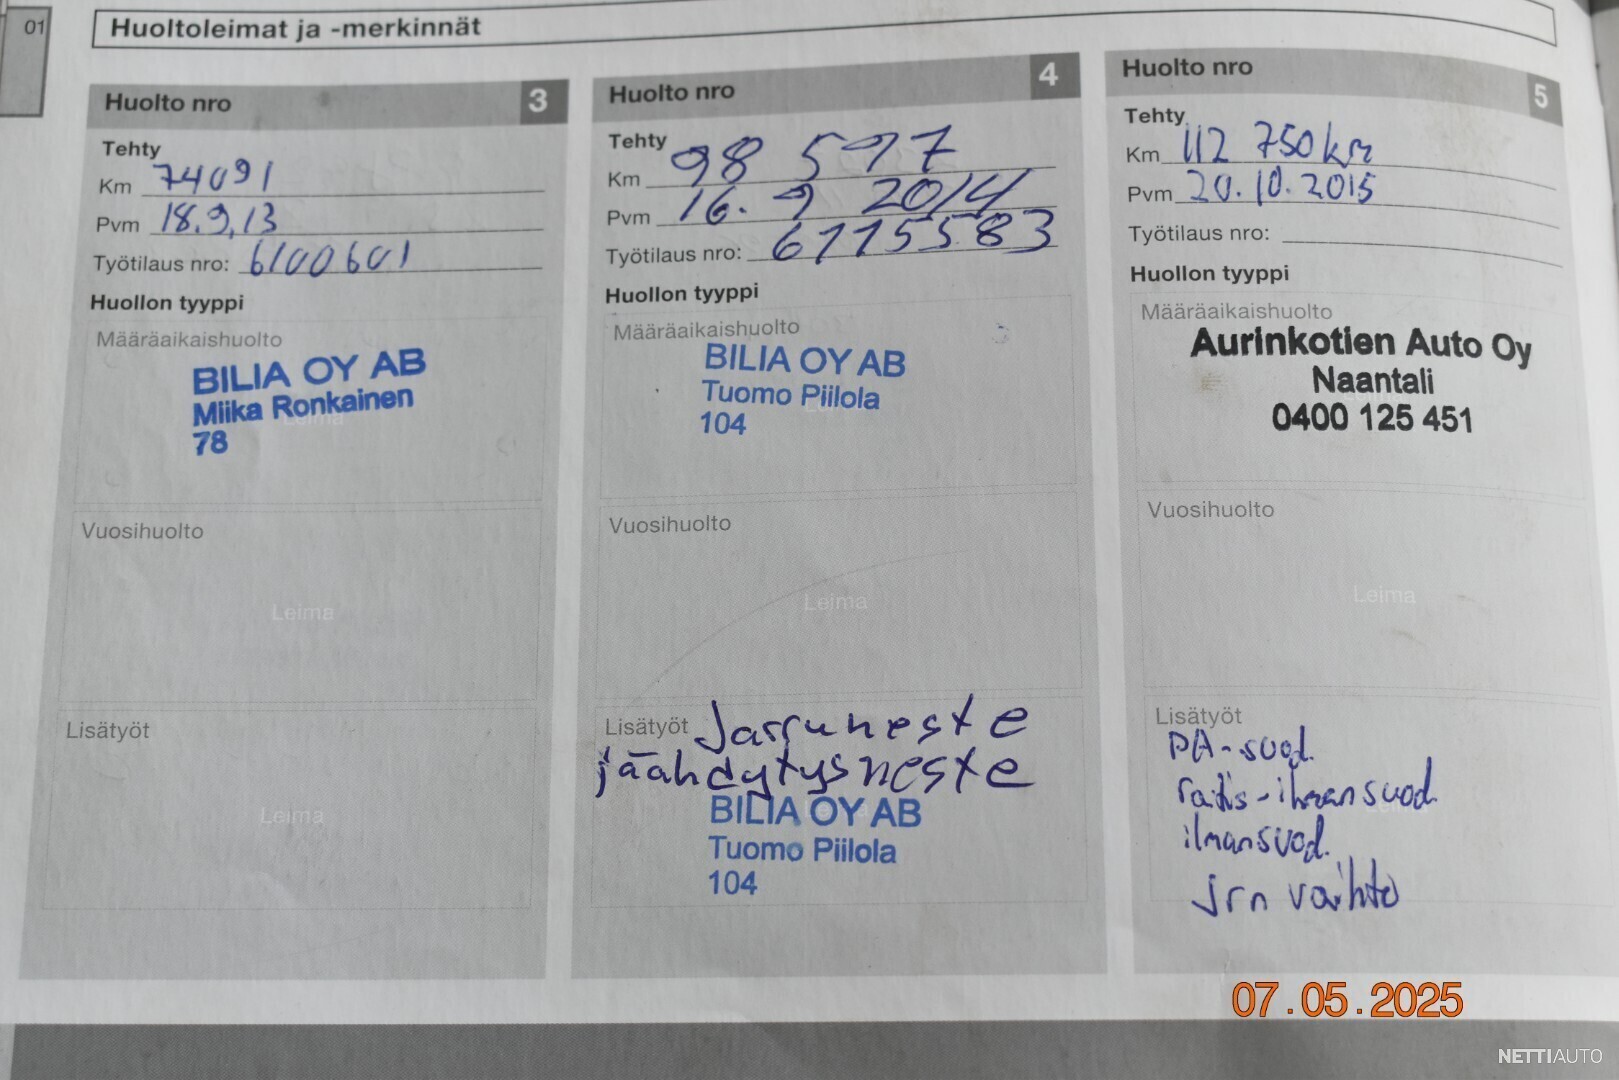 01
Huoltoleimat ja -merkinnät
Huolto nro 3
Tehty
Km 74091
Pvm 18.9.13
Työtilaus nro: 6100601
Huollon tyyppi
Määräaikaishuolto
BILIA OY AB
Miika Ronkainen
Leima
78
Vuosihuolto
Leima
Lisätyöt
Leima
Huolto nro 4
Tehty
Km 98 597
Pvm 16. 9 2014
Työtilaus nro: 6115583
Huollon tyyppi
Määräaikaishuolto
BILIA OY AB
Tuomo Piilola
Leima
104
Vuosihuolto
Leima
Lisätyöt Jarruneste
jäähdytysneste
BILIA OY AB
Tuomo Piilola
104
Huolto nro 5
Tehty
Km 112 750 km
Pvm 20.10.2015
Työtilaus nro:
Huollon tyyppi
Määräaikaishuolto
Aurinkotien Auto Oy
Naantali
0400 125 451
Vuosihuolto
Leima
Lisätyöt
PA-suod.
raitis-ilmansuod.
ilmansuod.
jrn vaihto
07.05.2025
NETTIAUTO